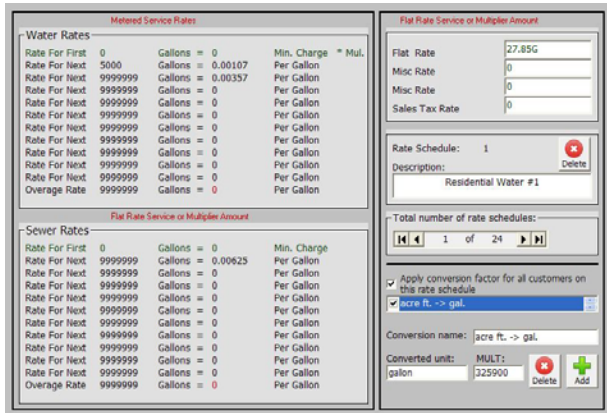 Metered Service Rates
Water Rates
Rate For First 0 Gallons = 0 Min. Charge * Mul.
Rate For Next 5000 Gallons = 0.00107 Per Gallon
Rate For Next 9999999 Gallons = 0.00357 Per Gallon
Rate For Next 9999999 Gallons = 0 Per Gallon
Rate For Next 9999999 Gallons = 0 Per Gallon
Rate For Next 9999999 Gallons = 0 Per Gallon
Rate For Next 9999999 Gallons = 0 Per Gallon
Rate For Next 9999999 Gallons = 0 Per Gallon
Rate For Next 9999999 Gallons = 0 Per Gallon
Rate For Next 9999999 Gallons = 0 Per Gallon
Rate For Next 9999999 Gallons = 0 Per Gallon
Overage Rate 9999999 Gallons = 0 Per Gallon
Flat Rate Service or Multiplier Amount
Sewer Rates
Rate For First 0 Gallons = 0 Min. Charge
Rate For Next 9999999 Gallons = 0.00625 Per Gallon
Rate For Next 9999999 Gallons = 0 Per Gallon
Rate For Next 9999999 Gallons = 0 Per Gallon
Rate For Next 9999999 Gallons = 0 Per Gallon
Rate For Next 9999999 Gallons = 0 Per Gallon
Rate For Next 9999999 Gallons = 0 Per Gallon
Rate For Next 9999999 Gallons = 0 Per Gallon
Rate For Next 9999999 Gallons = 0 Per Gallon
Rate For Next 9999999 Gallons = 0 Per Gallon
Rate For Next 9999999 Gallons = 0 Per Gallon
Overage Rate 9999999 Gallons = 0 Per Gallon
Flat Rate Service or Multiplier Amount
Flat Rate 27.85G
Misc Rate 0
Misc Rate 0
Sales Tax Rate 0
Rate Schedule: 1
Delete
Description:
Residential Water #1
Total number of rate schedules:
1 of 24
Apply conversion factor for all customers on
this rate schedule
acre ft. -> gal.
Conversion name: acre ft. -> gal.
Converted unit: MULT:
gallon 325900
Delete Add